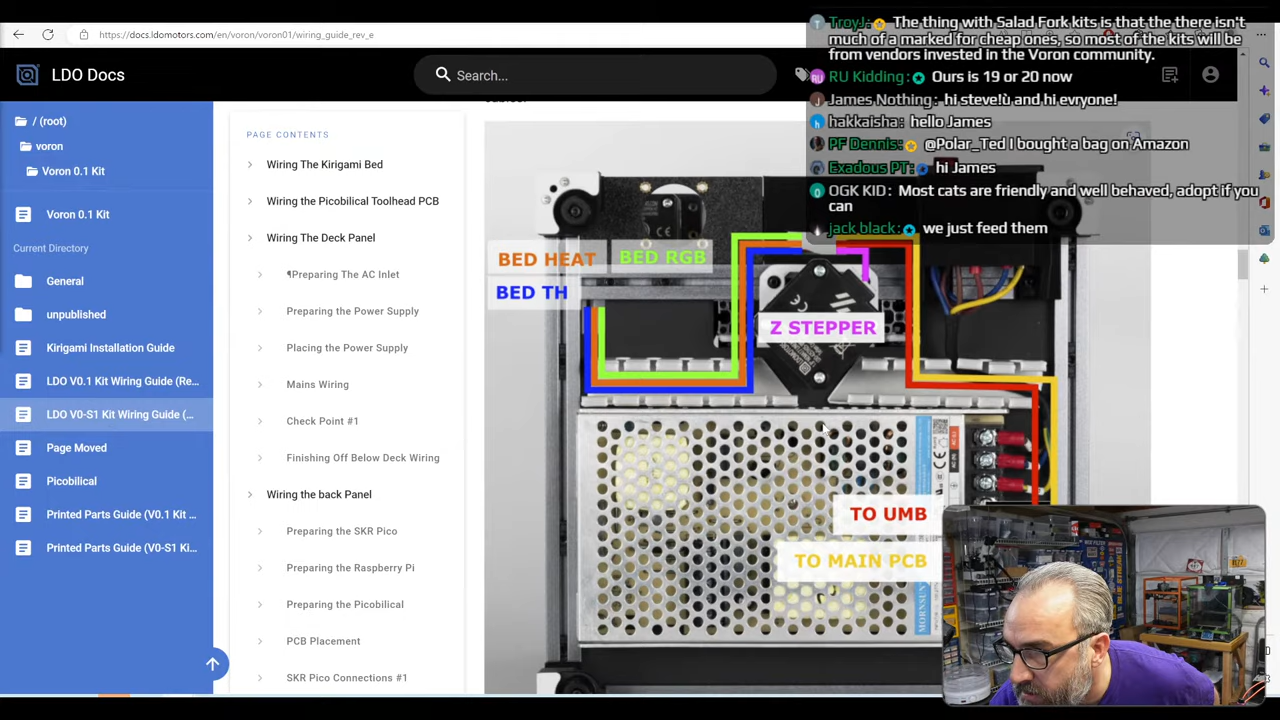 https://docs.ldomotors.com/en/voron/voron01/wiring_guide_rev_e
LDO Docs
Search...
/ (root)
voron
Voron 0.1 Kit
Voron 0.1 Kit
Current Directory
General
unpublished
Kirigami Installation Guide
LDO V0.1 Kit Wiring Guide (Re...
LDO V0-S1 Kit Wiring Guide (...
Page Moved
Picobilical
Printed Parts Guide (V0.1 Kit ...
Printed Parts Guide (V0-S1 Ki...
PAGE CONTENTS
Wiring The Kirigami Bed
Wiring the Picobilical Toolhead PCB
Wiring The Deck Panel
¶Preparing The AC Inlet
Preparing the Power Supply
Placing the Power Supply
Mains Wiring
Check Point #1
Finishing Off Below Deck Wiring
Wiring the back Panel
Preparing the SKR Pico
Preparing the Raspberry Pi
Preparing the Picobilical
PCB Placement
SKR Pico Connections #1
BED HEAT
BED RGB
BED TH
Z STEPPER
TO UMB
TO MAIN PCB
TroyJ: The thing with Salad Fork kits is that the there isn't
much of a marked for cheap ones, so most of the kits will be
from vendors invested in the Voron community.
RU Kidding: Ours is 19 or 20 now
James Nothing: hi steve!ù and hi evryone!
hakkaisha: hello James
PF Dennis: @Polar_Ted I bought a bag on Amazon
Exadous PT: hi James
OGK KID: Most cats are friendly and well behaved, adopt if you
can
jack black: we just feed them